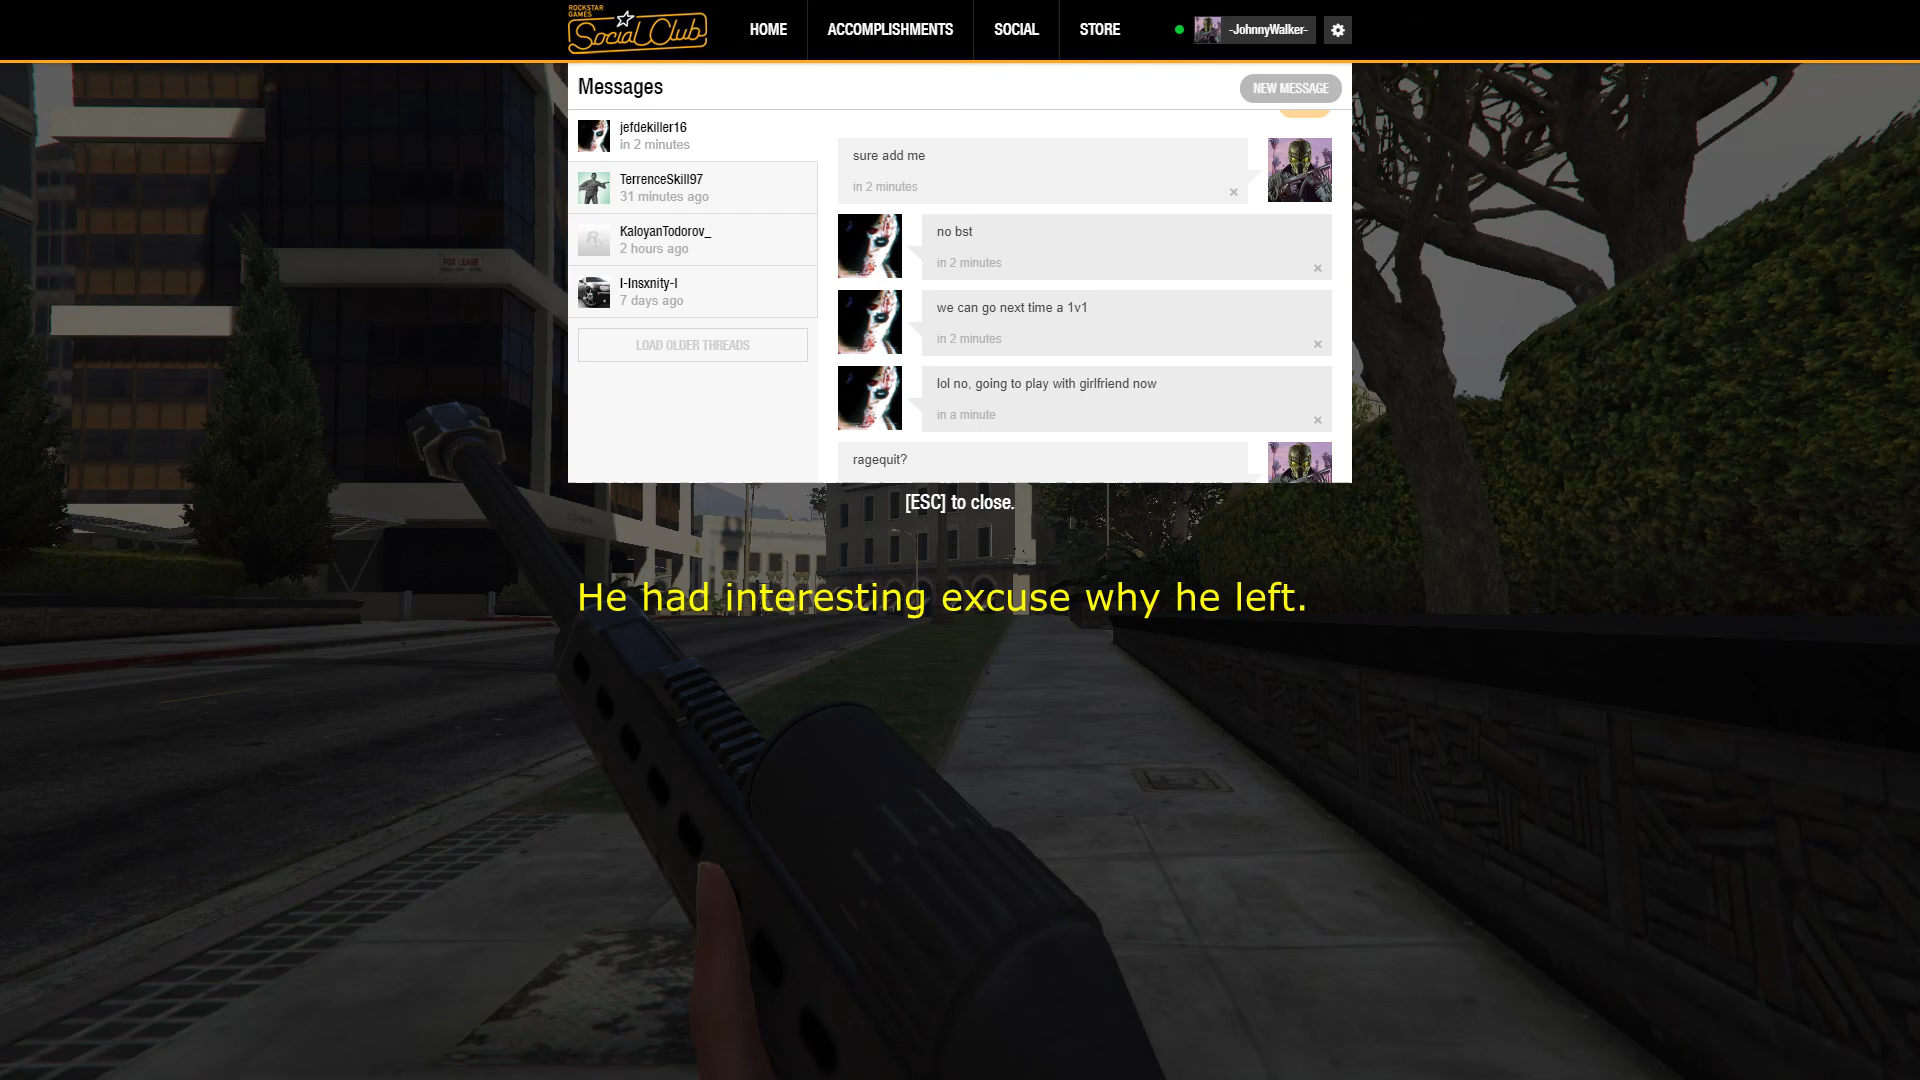 ROCKSTAR
GAMES
Social Club
HOME
ACCOMPLISHMENTS
SOCIAL
STORE
-JohnnyWalker-
Messages
NEW MESSAGE
jefdekiller16
in 2 minutes
TerrenceSkill97
31 minutes ago
KaloyanTodorov_
2 hours ago
I-Insxnity-I
7 days ago
LOAD OLDER THREADS
sure add me
in 2 minutes
no bst
in 2 minutes
we can go next time a 1v1
in 2 minutes
lol no, going to play with girlfriend now
in a minute
ragequit?
[ESC] to close.
FOR LEASE
He had interesting excuse why he left.